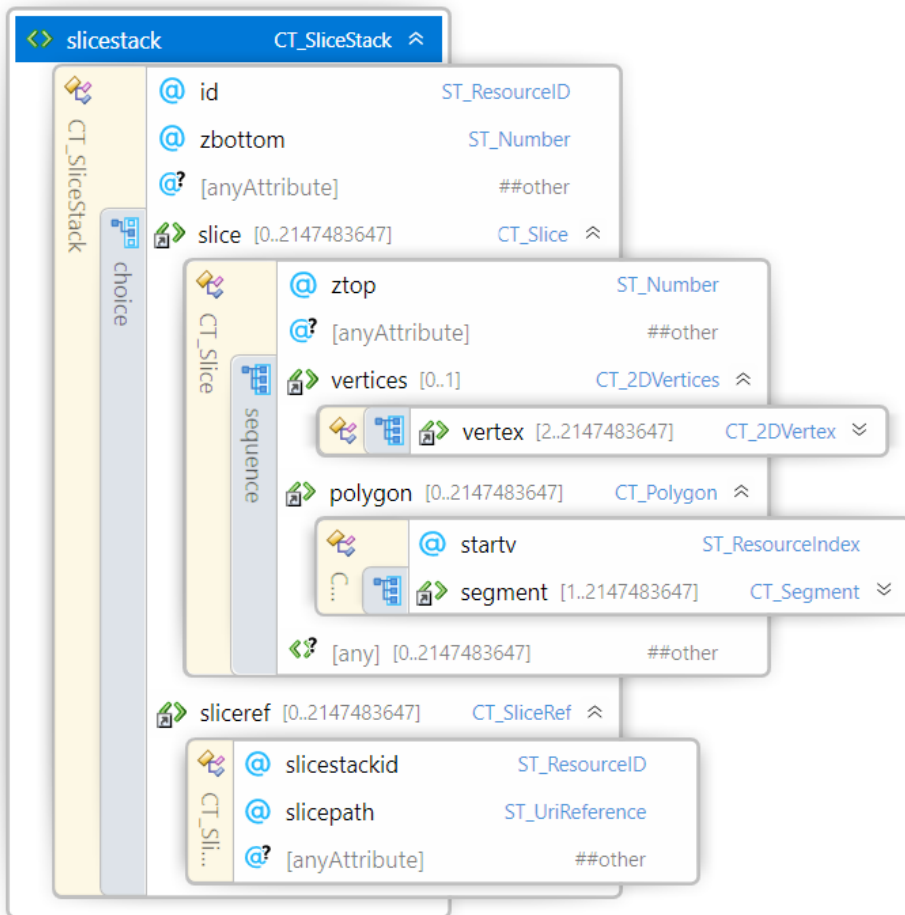 slicestack CT_SliceStack
CT_SliceStack
@ id ST_ResourceID
@ zbottom ST_Number
@? [anyAttribute] ##other
choice
slice [0..2147483647] CT_Slice
CT_Slice
@ ztop ST_Number
@? [anyAttribute] ##other
sequence
vertices [0..1] CT_2DVertices
vertex [2..2147483647] CT_2DVertex
polygon [0..2147483647] CT_Polygon
C...
@ startv ST_ResourceIndex
segment [1..2147483647] CT_Segment
<>? [any] [0..2147483647] ##other
sliceref [0..2147483647] CT_SliceRef
CT_Sli...
@ slicestackid ST_ResourceID
@ slicepath ST_UriReference
@? [anyAttribute] ##other